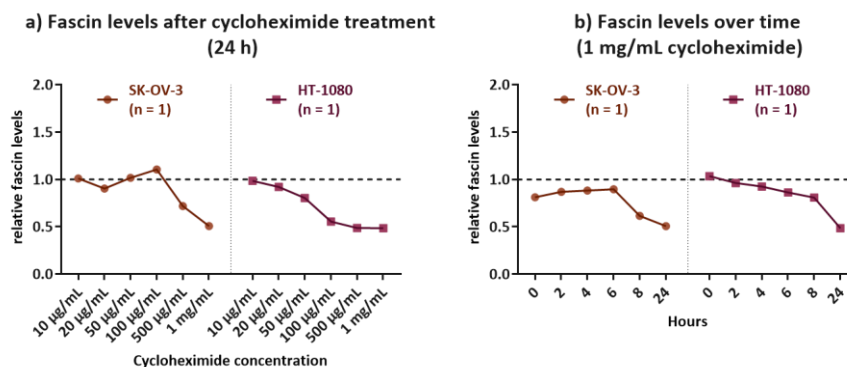 a) Fascin levels after cycloheximide treatment
(24 h)
2.0
1.5
1.0
0.5
0.0
relative fascin levels
SK-OV-3
(n = 1)
HT-1080
(n = 1)
10 µg/mL
20 µg/mL
50 µg/mL
100 µg/mL
500 µg/mL
1 mg/mL
10 µg/mL
20 µg/mL
50 µg/mL
100 µg/mL
500 µg/mL
1 mg/mL
Cycloheximide concentration
b) Fascin levels over time
(1 mg/mL cycloheximide)
2.0
1.5
1.0
0.5
0.0
relative fascin levels
SK-OV-3
(n = 1)
HT-1080
(n = 1)
0
2
4
6
8
24
0
2
4
6
8
24
Hours